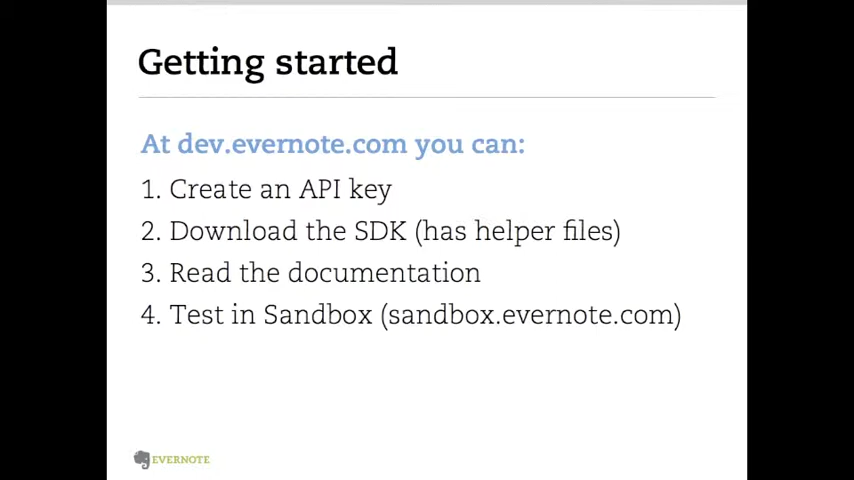 Getting started
At dev.evernote.com you can:
1. Create an API key
2. Download the SDK (has helper files)
3. Read the documentation
4. Test in Sandbox (sandbox.evernote.com)
EVERNOTE